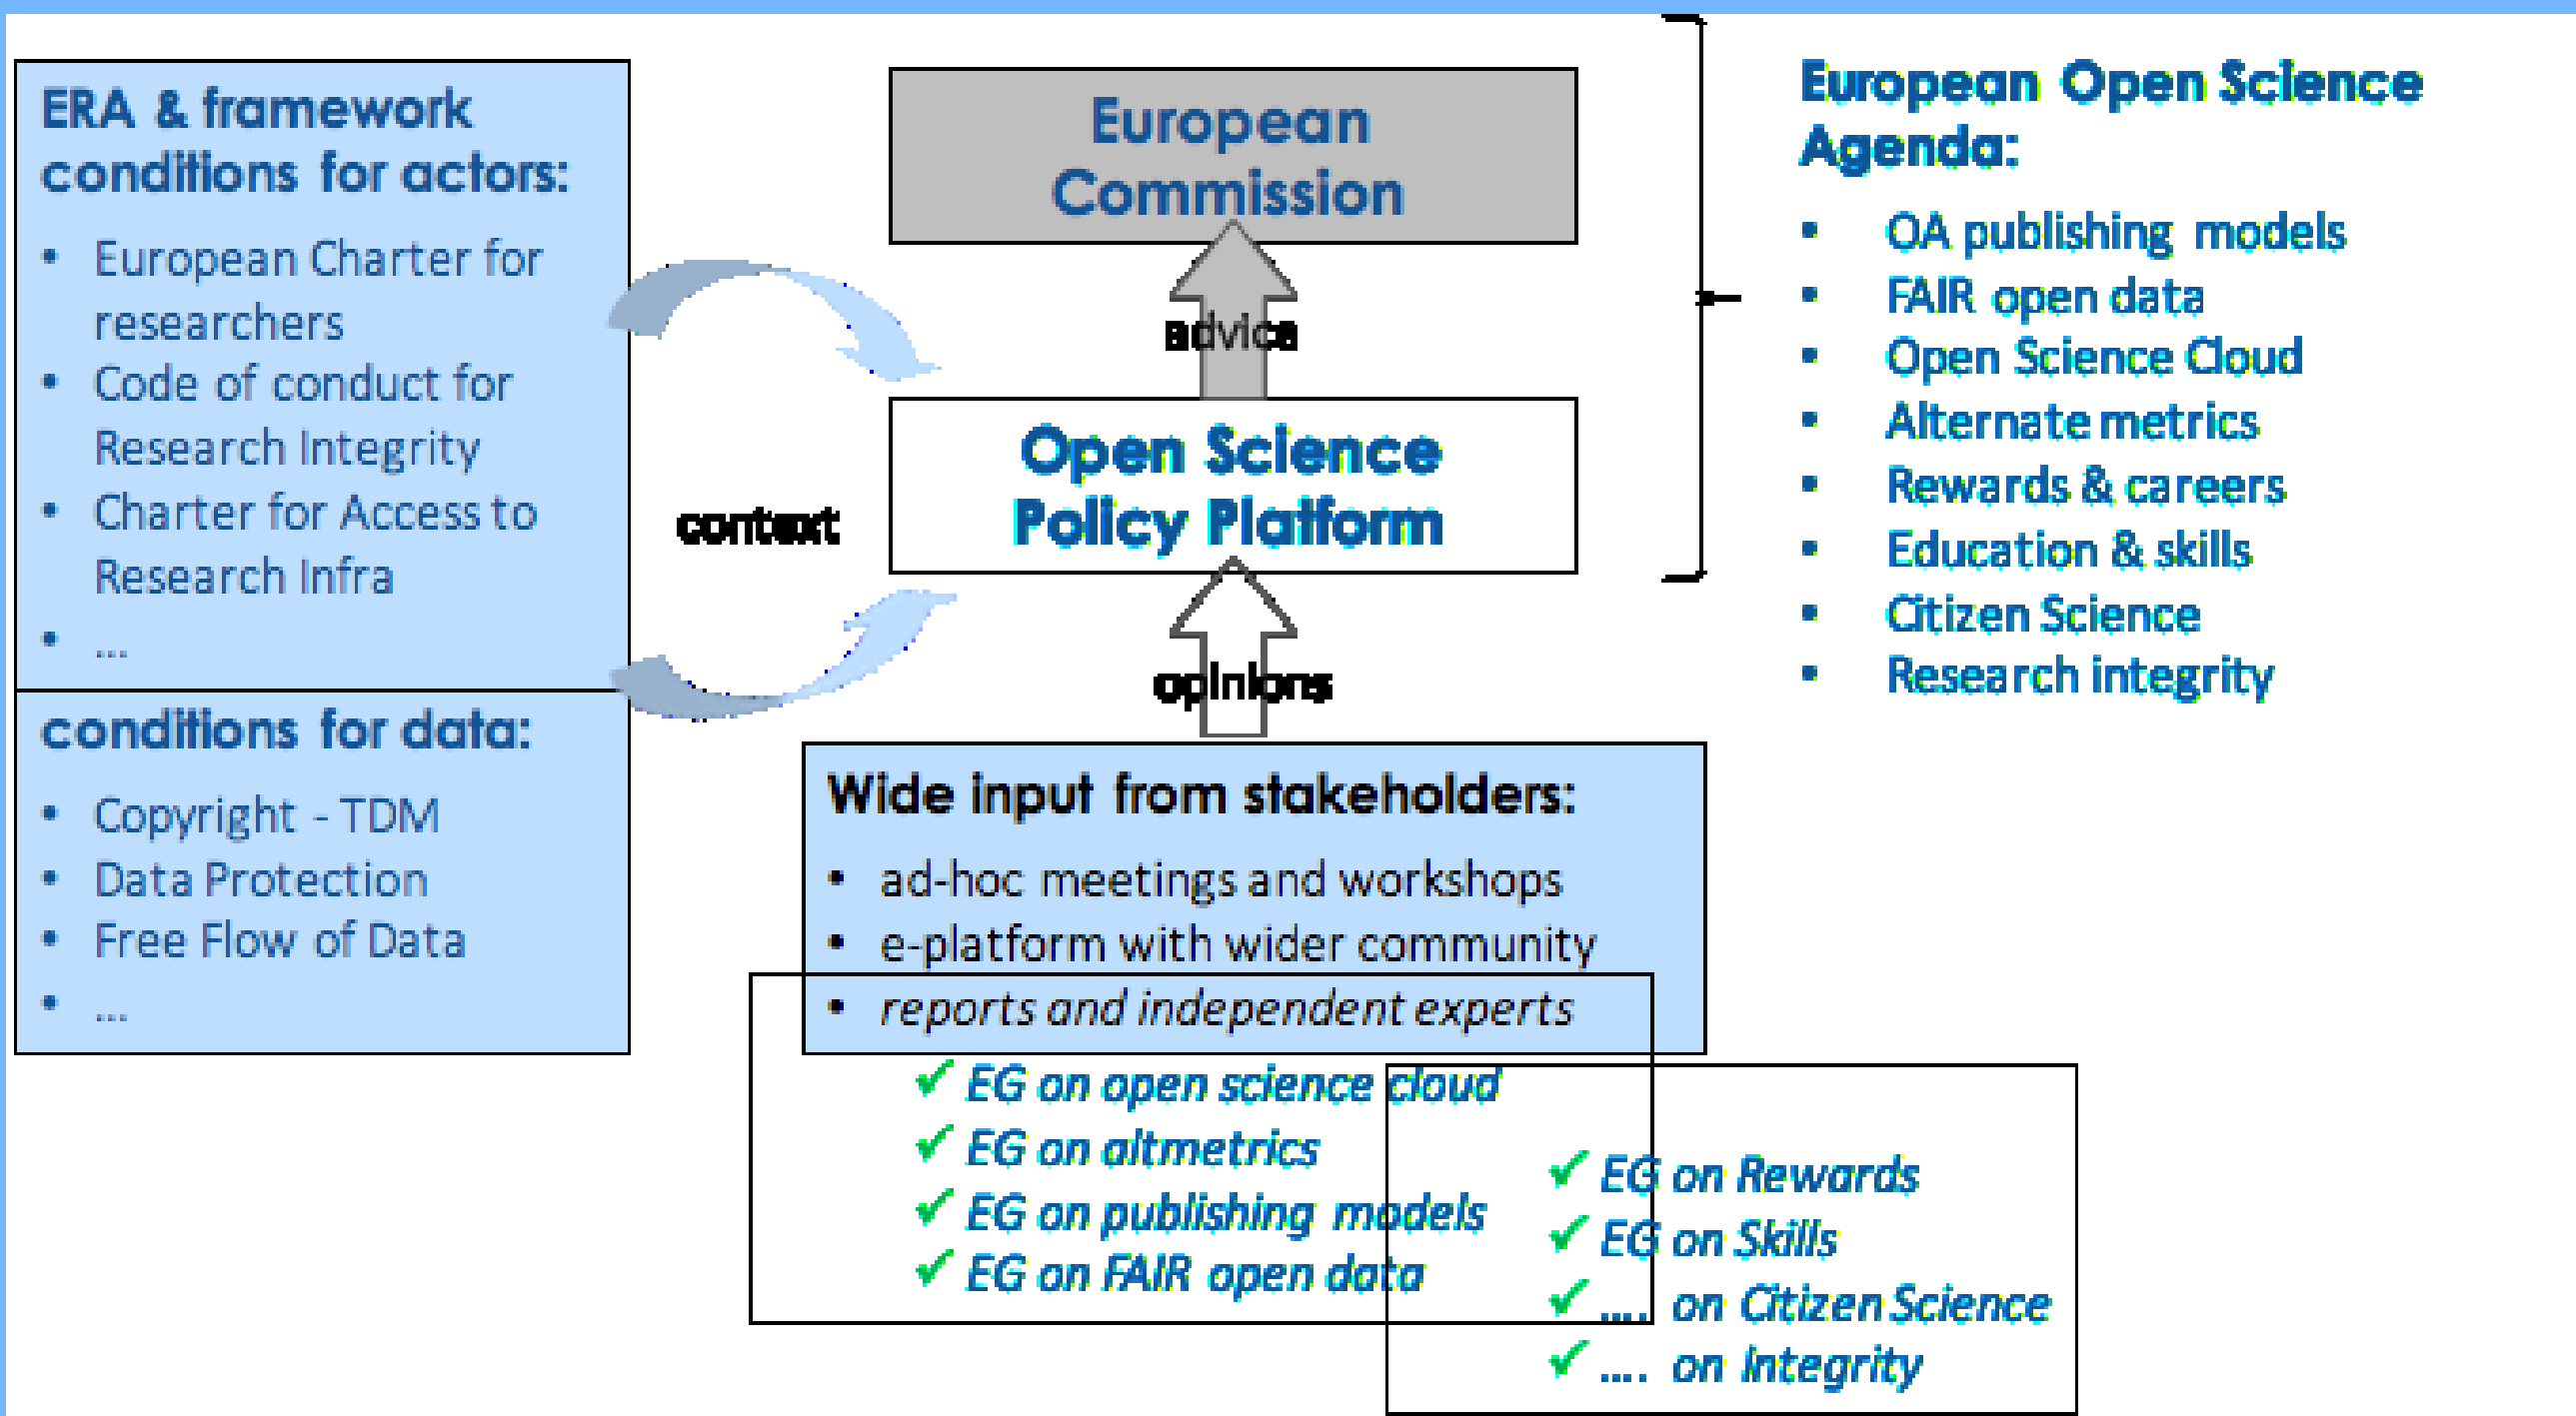 ERA & framework
conditions for actors:
• European Charter for
researchers
• Code of conduct for
Research Integrity
• Charter for Access to
Research Infra
• ...
conditions for data:
• Copyright - TDM
• Data Protection
• Free Flow of Data
• ...
context
European
Commission
advice
Open Science
Policy Platform
opinions
Wide input from stakeholders:
• ad-hoc meetings and workshops
• e-platform with wider community
• reports and independent experts
✓ EG on open science cloud
✓ EG on altmetrics
✓ EG on publishing models
✓ EG on FAIR open data
✓ EG on Rewards
✓ EG on Skills
✓ .... on Citizen Science
✓ .... on Integrity
European Open Science
Agenda:
• OA publishing models
• FAIR open data
• Open Science Cloud
• Alternate metrics
• Rewards & careers
• Education & skills
• Citizen Science
• Research integrity